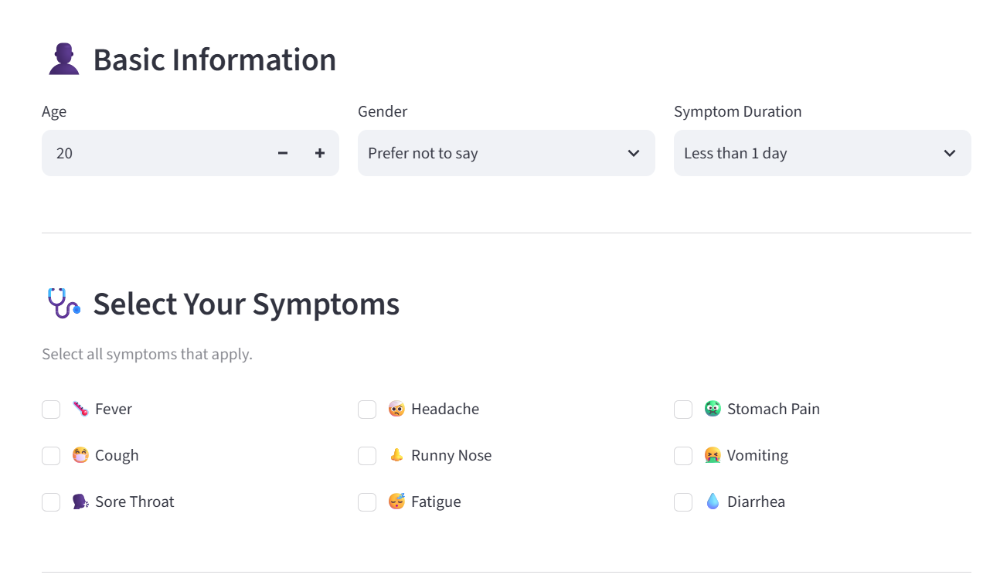 Basic Information
Age Gender Symptom Duration
20 Prefer not to say Less than 1 day
Select Your Symptoms
Select all symptoms that apply.
Fever Headache Stomach Pain
Cough Runny Nose Vomiting
Sore Throat Fatigue Diarrhea